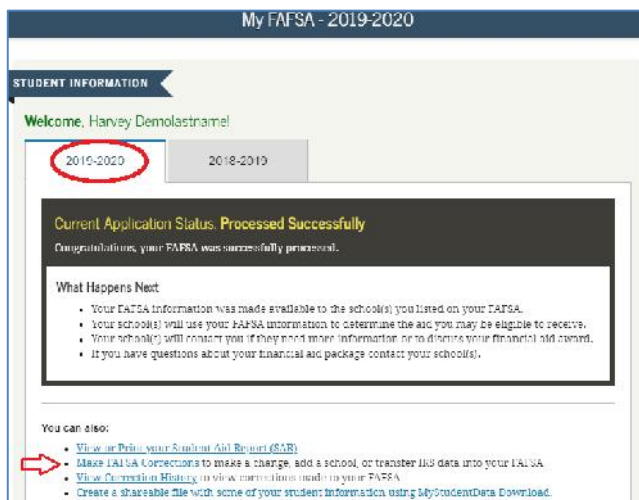 My FAFSA - 2019-2020
STUDENT INFORMATION
Welcome, Harvey Demolastname!
2019-2020
2018-2019
Current Application Status: Processed Successfully
Congratulations, your FAFSA was successfully processed.
What Happens Next
• Your FAFSA information was made available to the school(s) you listed on your FAFSA.
• Your school(s) will use your FAFSA information to determine the aid you may be eligible to receive.
• Your school(s) will contact you if they need more information or to discuss your financial aid award.
• If you have questions about your financial aid package contact your school(s).
You can also:
• View or Print your Student Aid Report (SAR)
• Make FAFSA Corrections to make a change, add a school, or transfer IRS data into your FAFSA
• View Correction History to view corrections made to your FAFSA
• Create a shareable file with some of your student information using MyStudentData Download.